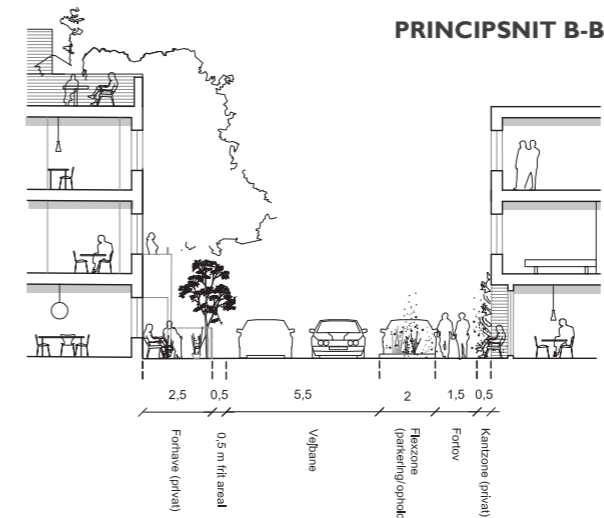 PRINCIPSNIT B-B
2,5
0,5
5,5
2
1,5
0,5
Forhave (privat)
0,5 m frit areal
Vejbane
Flexzone
(parkering/ophold
Fortov
Kantzone (privat)